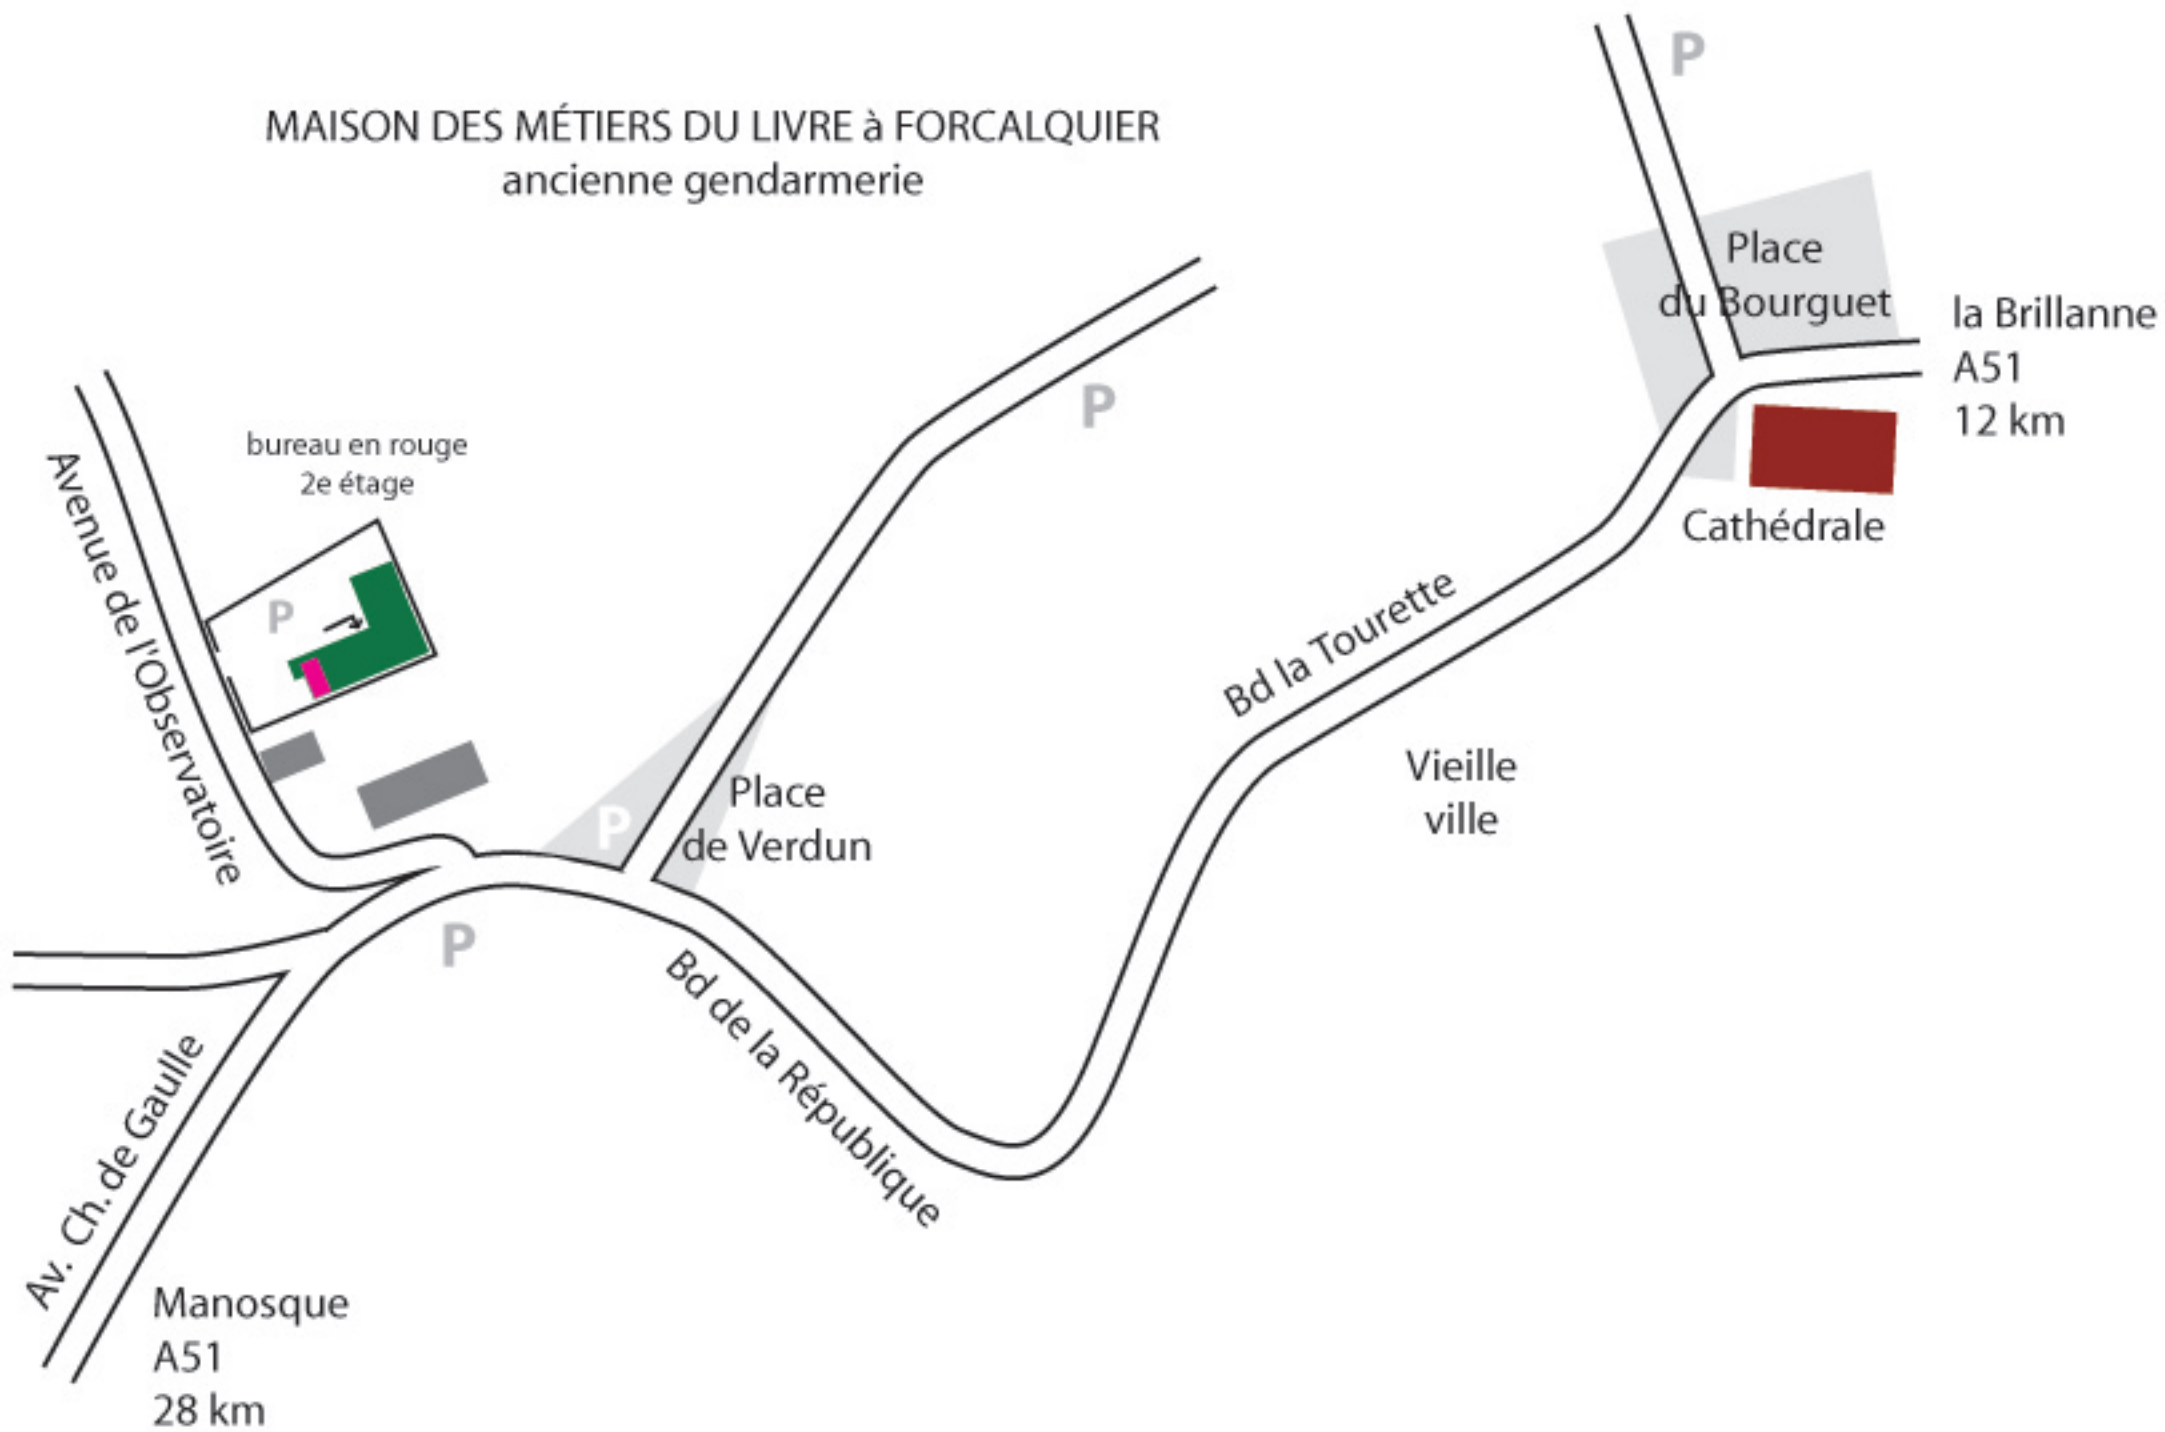 MAISON DES MÉTIERS DU LIVRE à FORCALQUIER
ancienne gendarmerie
P
Place
du Bourguet
la Brillanne
A51
12 km
Cathédrale
P
bureau en rouge
2e étage
P
Avenue de l'Observatoire
Bd la Tourette
Vieille
ville
P
Place
de Verdun
P
Bd de la République
Av. Ch. de Gaulle
Manosque
A51
28 km